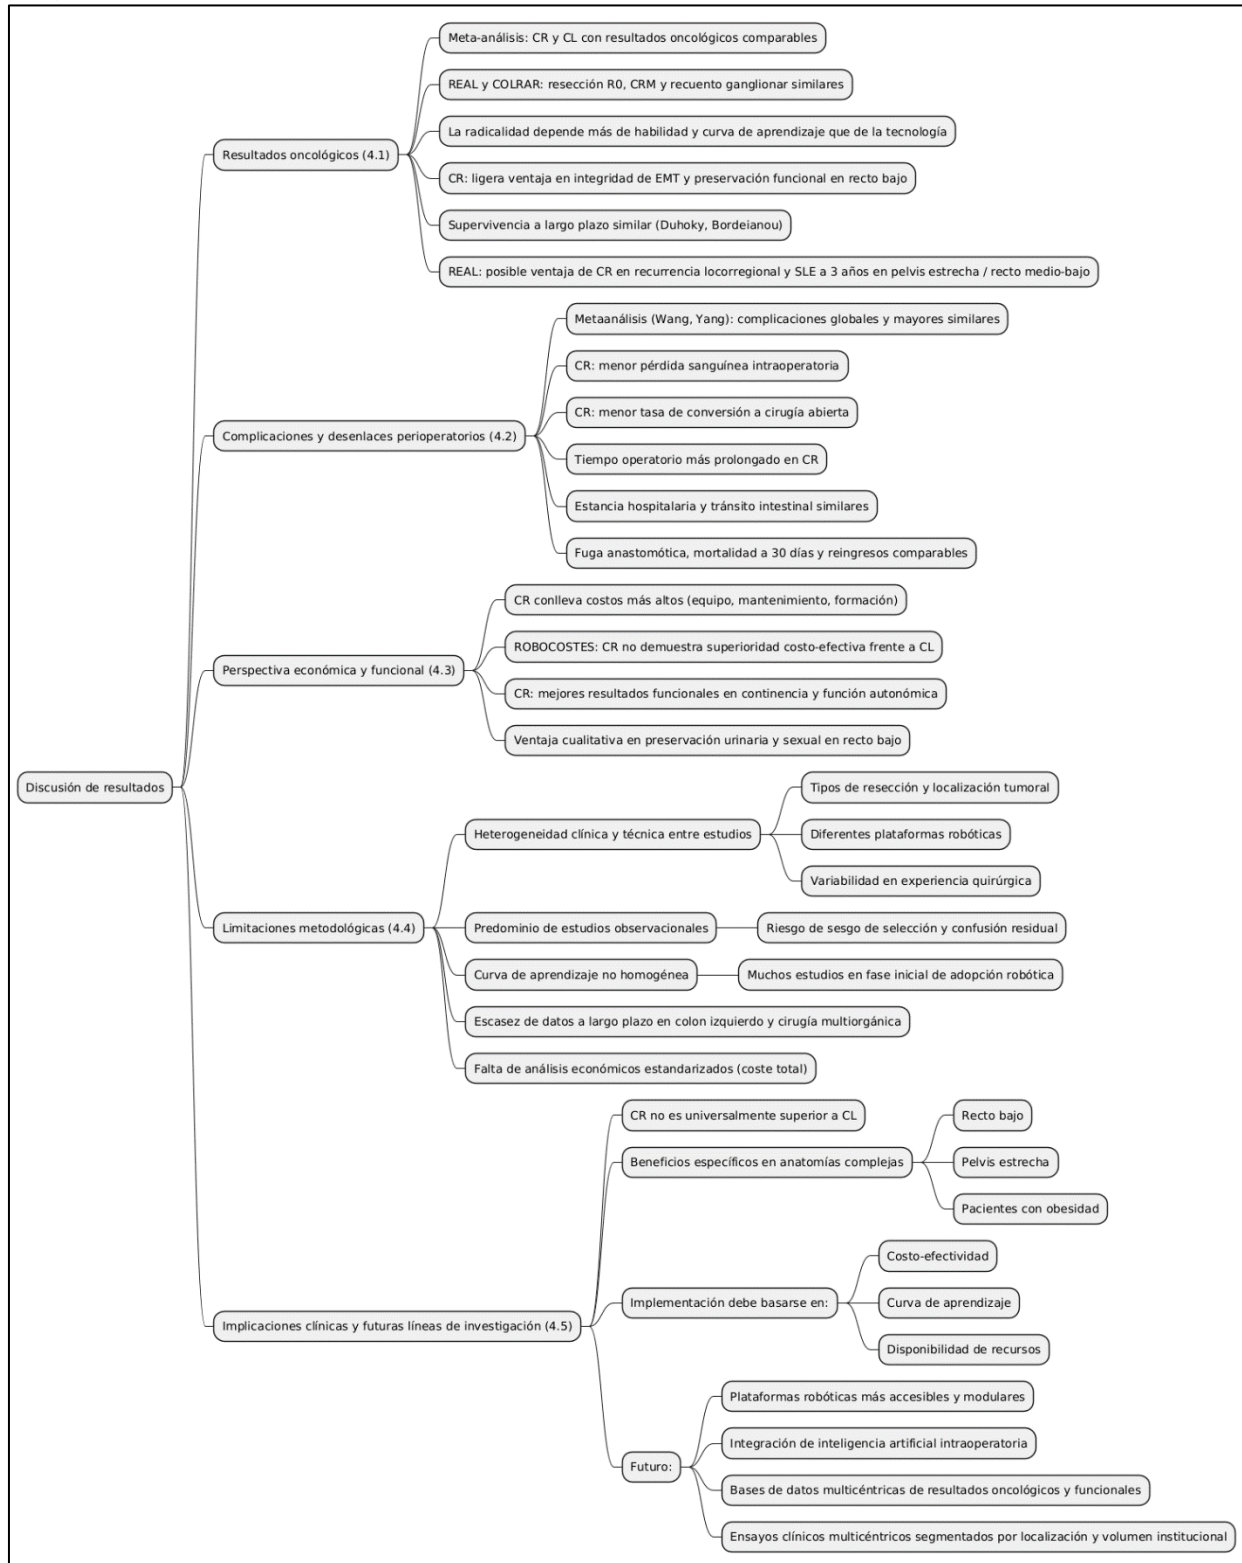 Discusión de resultados
Resultados oncológicos (4.1)
Meta-análisis: CR y CL con resultados oncológicos comparables
REAL y COLRAR: resección R0, CRM y recuento ganglionar similares
La radicalidad depende más de habilidad y curva de aprendizaje que de la tecnología
CR: ligera ventaja en integridad de EMT y preservación funcional en recto bajo
Supervivencia a largo plazo similar (Duhoky, Bordeianou)
REAL: posible ventaja de CR en recurrencia locorregional y SLE a 3 años en pelvis estrecha / recto medio-bajo
Complicaciones y desenlaces perioperatorios (4.2)
Metaanálisis (Wang, Yang): complicaciones globales y mayores similares
CR: menor pérdida sanguínea intraoperatoria
CR: menor tasa de conversión a cirugía abierta
Tiempo operatorio más prolongado en CR
Estancia hospitalaria y tránsito intestinal similares
Fuga anastomótica, mortalidad a 30 días y reingresos comparables
Perspectiva económica y funcional (4.3)
CR conlleva costos más altos (equipo, mantenimiento, formación)
ROBOCOSTES: CR no demuestra superioridad costo-efectiva frente a CL
CR: mejores resultados funcionales en continencia y función autonómica
Ventaja cualitativa en preservación urinaria y sexual en recto bajo
Limitaciones metodológicas (4.4)
Heterogeneidad clínica y técnica entre estudios
Tipos de resección y localización tumoral
Diferentes plataformas robóticas
Variabilidad en experiencia quirúrgica
Predominio de estudios observacionales
Riesgo de sesgo de selección y confusión residual
Curva de aprendizaje no homogénea
Muchos estudios en fase inicial de adopción robótica
Escasez de datos a largo plazo en colon izquierdo y cirugía multiorgánica
Falta de análisis económicos estandarizados (coste total)
Implicaciones clínicas y futuras líneas de investigación (4.5)
CR no es universalmente superior a CL
Beneficios específicos en anatomías complejas
Recto bajo
Pelvis estrecha
Pacientes con obesidad
Implementación debe basarse en:
Costo-efectividad
Curva de aprendizaje
Disponibilidad de recursos
Futuro:
Plataformas robóticas más accesibles y modulares
Integración de inteligencia artificial intraoperatoria
Bases de datos multicéntricas de resultados oncológicos y funcionales
Ensayos clínicos multicéntricos segmentados por localización y volumen institucional